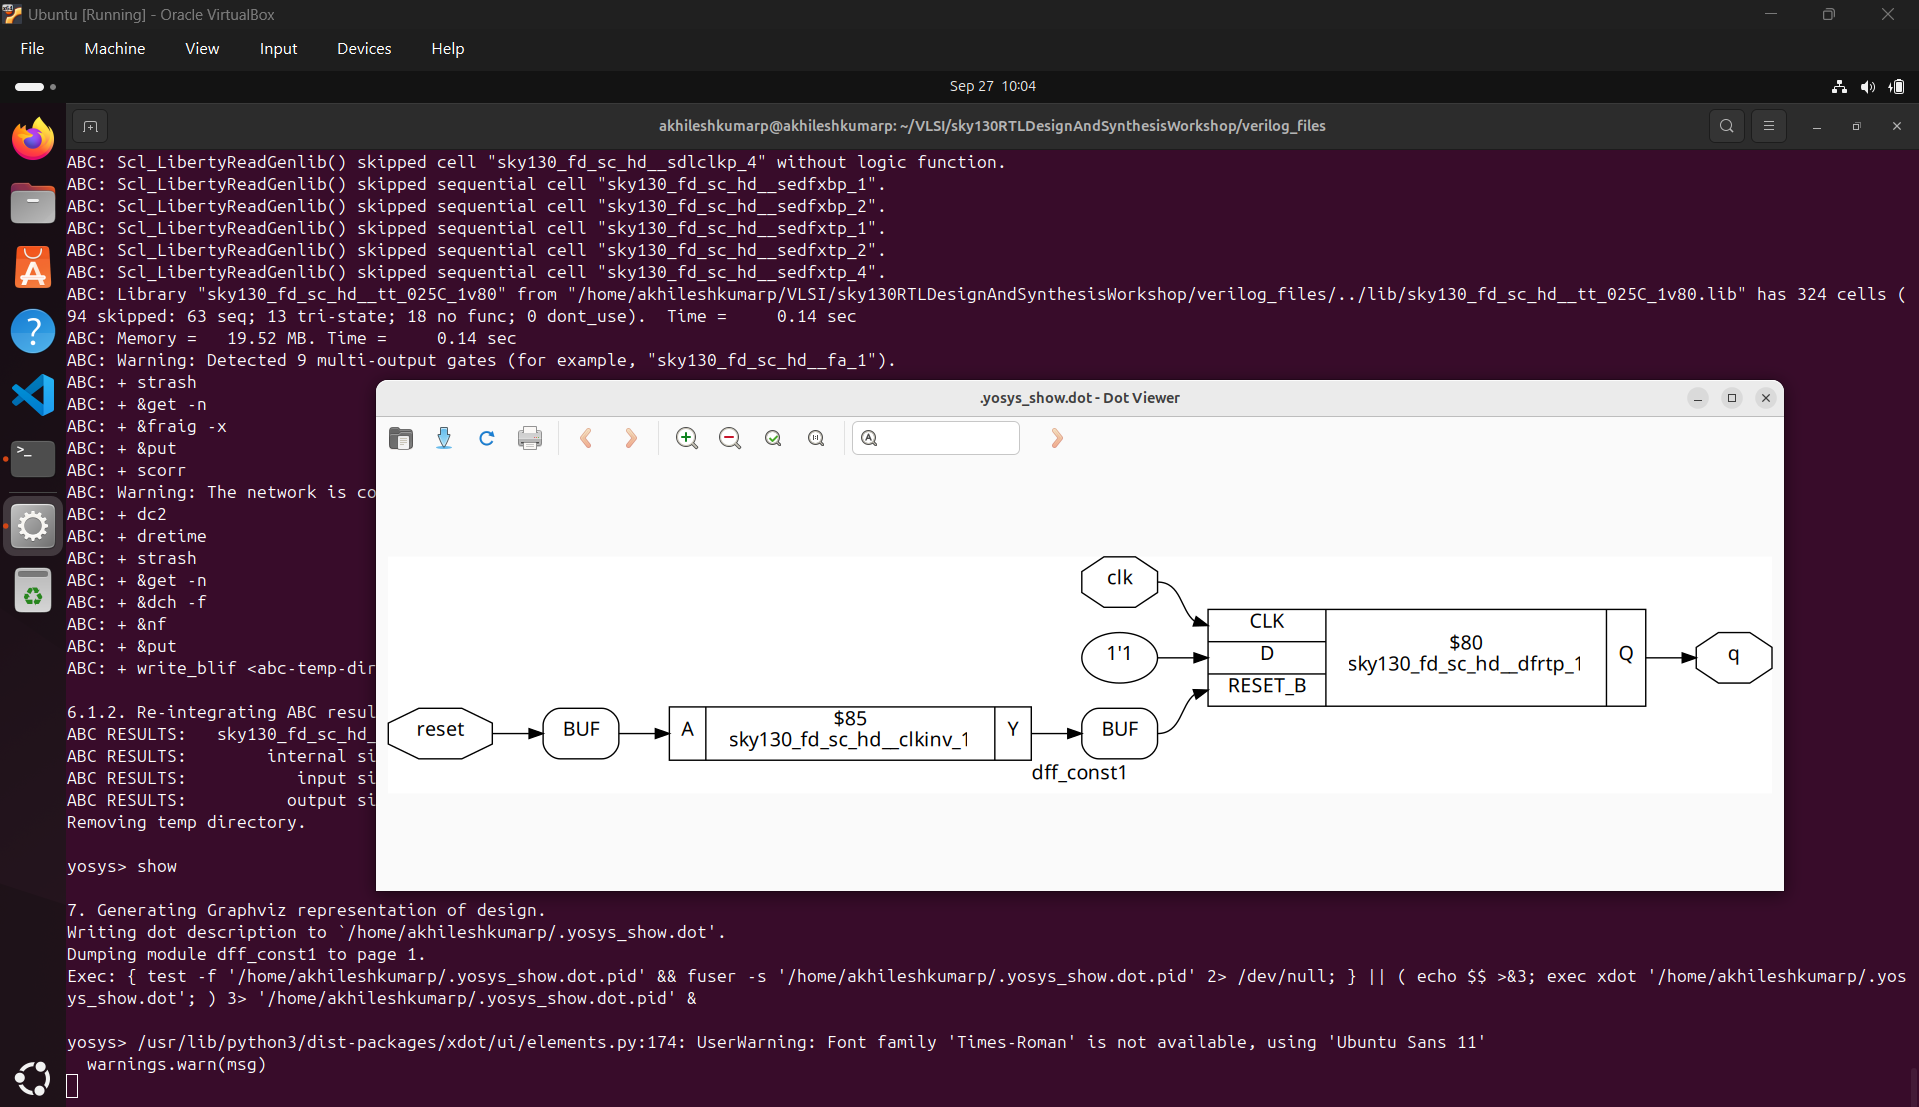 Ubuntu [Running] - Oracle VirtualBox
File Machine View Input Devices Help
Sep 27 10:04
akhileshkumarp@akhileshkumarp: ~/VLSI/sky130RTLDesignAndSynthesisWorkshop/verilog_files
ABC: Scl_LibertyReadGenlib() skipped cell "sky130_fd_sc_hd__sdlclkp_4" without logic function.
ABC: Scl_LibertyReadGenlib() skipped sequential cell "sky130_fd_sc_hd__sedfxbp_1".
ABC: Scl_LibertyReadGenlib() skipped sequential cell "sky130_fd_sc_hd__sedfxbp_2".
ABC: Scl_LibertyReadGenlib() skipped sequential cell "sky130_fd_sc_hd__sedfxtp_1".
ABC: Scl_LibertyReadGenlib() skipped sequential cell "sky130_fd_sc_hd__sedfxtp_2".
ABC: Scl_LibertyReadGenlib() skipped sequential cell "sky130_fd_sc_hd__sedfxtp_4".
ABC: Library "sky130_fd_sc_hd__tt_025C_1v80" from "/home/akhileshkumarp/VLSI/sky130RTLDesignAndSynthesisWorkshop/verilog_files/../lib/sky130_fd_sc_hd__tt_025C_1v80.lib" has 324 cells (
94 skipped: 63 seq; 13 tri-state; 18 no func; 0 dont_use). Time = 0.14 sec
ABC: Memory = 19.52 MB. Time = 0.14 sec
ABC: Warning: Detected 9 multi-output gates (for example, "sky130_fd_sc_hd__fa_1").
ABC: + strash
ABC: + &get -n
ABC: + &fraig -x
ABC: + &put
ABC: + scorr
ABC: Warning: The network is co
ABC: + dc2
ABC: + dretime
ABC: + strash
ABC: + &get -n
ABC: + &dch -f
ABC: + &nf
ABC: + &put
ABC: + write_blif <abc-temp-dir
6.1.2. Re-integrating ABC resul
ABC RESULTS: sky130_fd_sc_hd_
ABC RESULTS: internal si
ABC RESULTS: input si
ABC RESULTS: output si
Removing temp directory.
yosys> show
7. Generating Graphviz representation of design.
Writing dot description to `/home/akhileshkumarp/.yosys_show.dot'.
Dumping module dff_const1 to page 1.
Exec: { test -f '/home/akhileshkumarp/.yosys_show.dot.pid' && fuser -s '/home/akhileshkumarp/.yosys_show.dot.pid' 2> /dev/null; } || ( echo $$ >&3; exec xdot '/home/akhileshkumarp/.yos
ys_show.dot'; ) 3> '/home/akhileshkumarp/.yosys_show.dot.pid' &
yosys> /usr/lib/python3/dist-packages/xdot/ui/elements.py:174: UserWarning: Font family 'Times-Roman' is not available, using 'Ubuntu Sans 11'
warnings.warn(msg)
.yosys_show.dot - Dot Viewer
clk
1'1
CLK
D
RESET_B
$80
sky130_fd_sc_hd__dfrtp_1
Q
q
reset
BUF
A
$85
sky130_fd_sc_hd__clkinv_1
Y
BUF
dff_const1